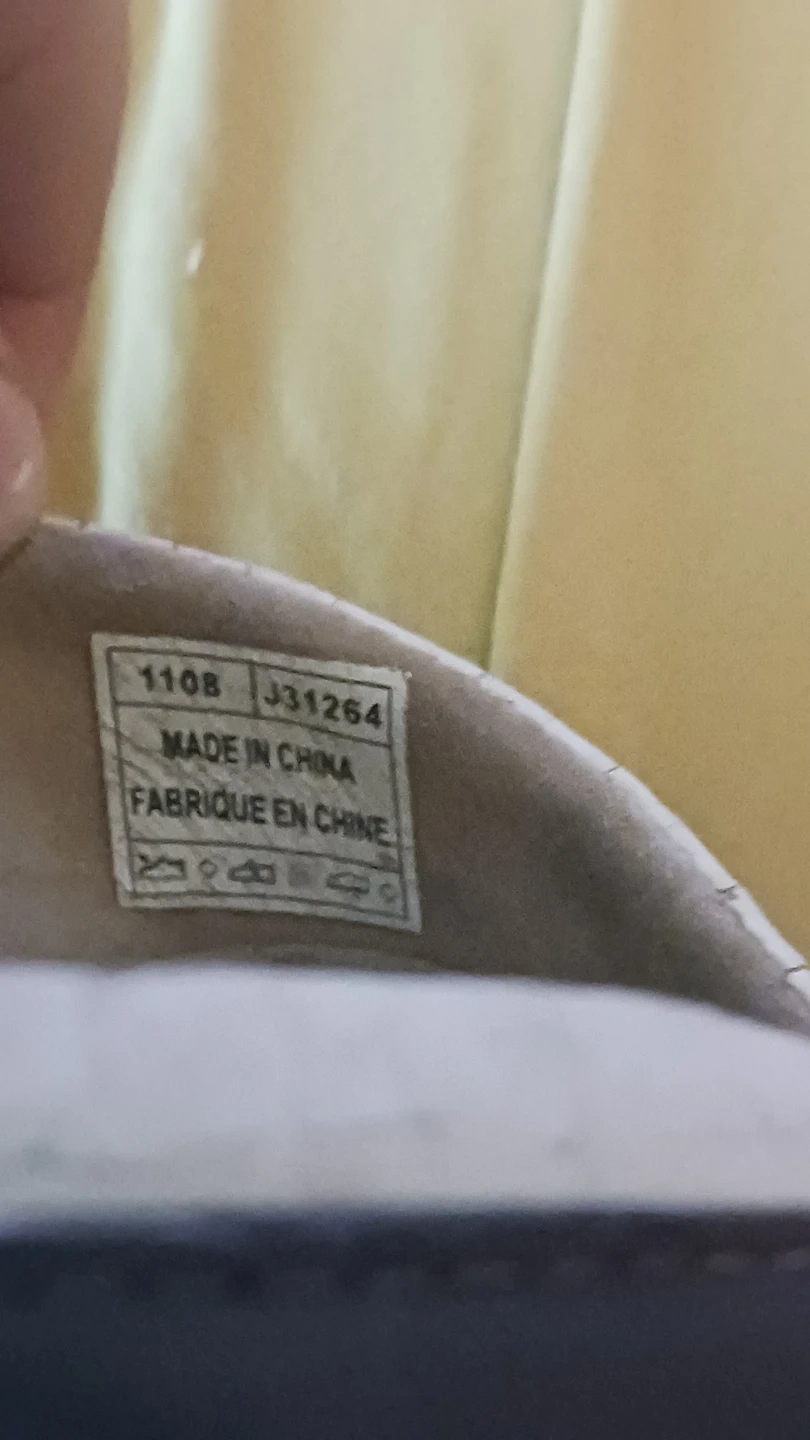 1108 J31264
MADE IN CHINA
FABRIQUE EN CHINE